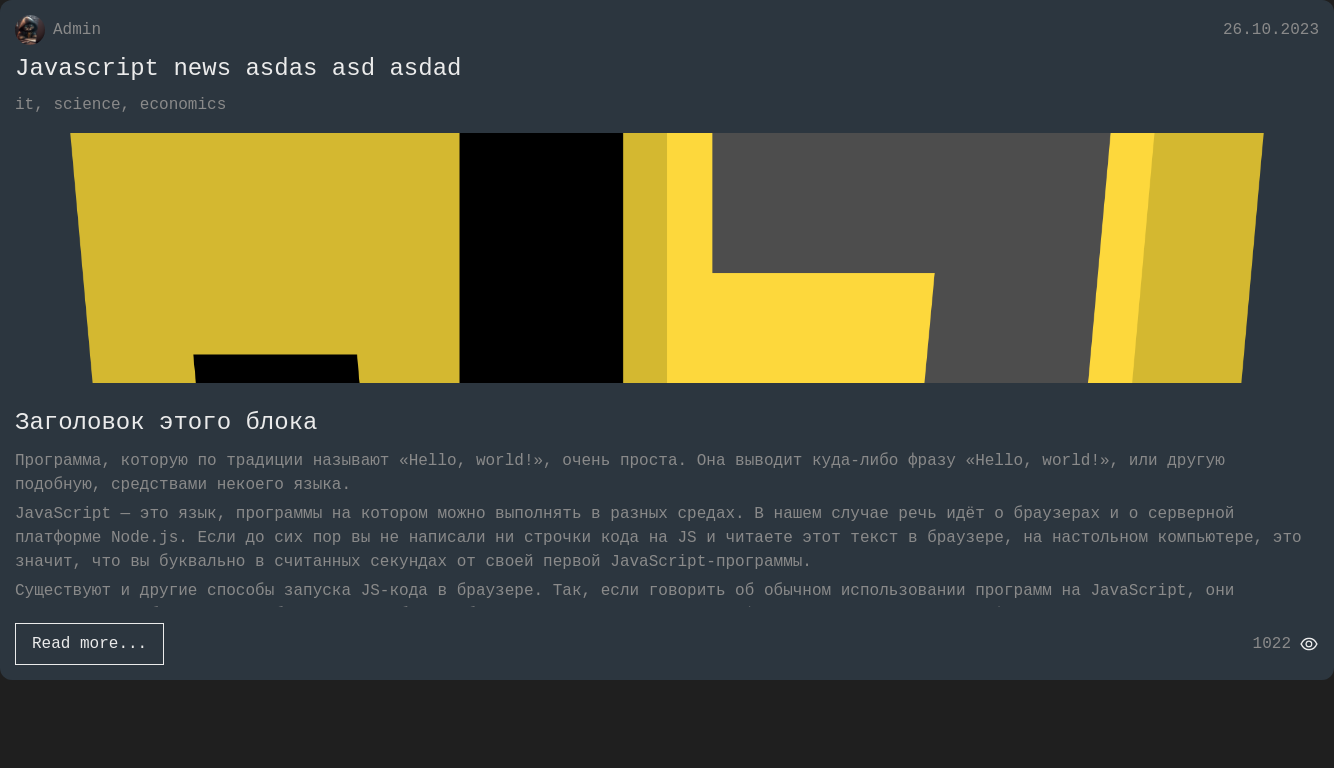 Admin
26.10.2023
Javascript news asdas asd asdad
it, science, economics
Заголовок этого блока
Программа, которую по традиции называют «Hello, world!», очень проста. Она выводит куда-либо фразу «Hello, world!», или другую
подобную, средствами некоего языка.
JavaScript — это язык, программы на котором можно выполнять в разных средах. В нашем случае речь идёт о браузерах и о серверной
платформе Node.js. Если до сих пор вы не написали ни строчки кода на JS и читаете этот текст в браузере, на настольном компьютере, это
значит, что вы буквально в считанных секундах от своей первой JavaScript-программы.
Существуют и другие способы запуска JS-кода в браузере. Так, если говорить об обычном использовании программ на JavaScript, они
Read more...
1022